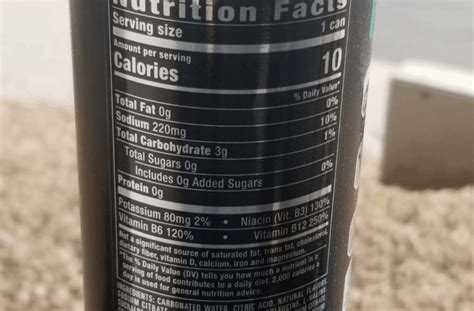 Nutrition Facts
Serving size 1 can
Amount per serving
Calories 10
% Daily Value*
Total Fat 0g 0%
Sodium 220mg 10%
Total Carbohydrate 3g 1%
Total Sugars 0g
Includes 0g Added Sugars 0%
Protein 0g
Potassium 80mg 2% • Niacin (Vit. B3) 130%
Vitamin B6 120% • Vitamin B12 250%
Not a significant source of saturated fat, trans fat, cholesterol,
dietary fiber, vitamin D, calcium, iron and magnesium.
*The % Daily Value (DV) tells you how much a nutrient in a
serving of food contributes to a daily diet. 2,000 calories a
day is used for general nutrition advice.
INGREDIENTS: CARBONATED WATER, CITRIC ACID, NATURAL FLAVORS,
SODIUM CITRATE